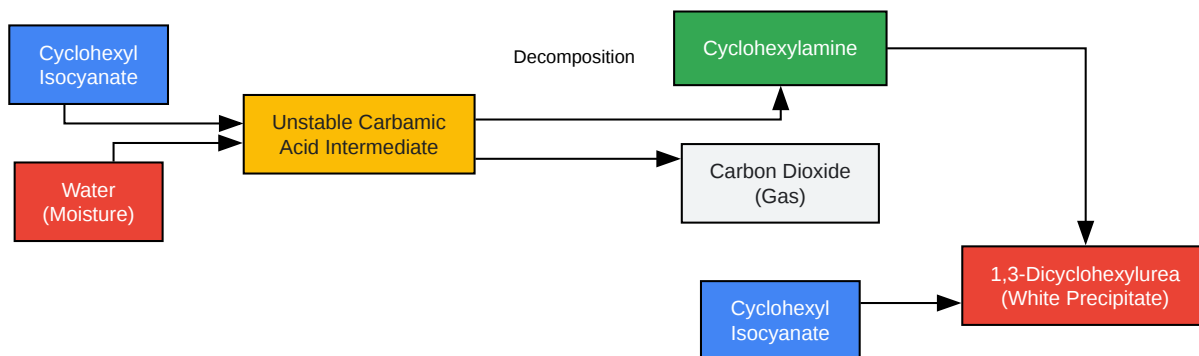 Cyclohexyl
Isocyanate
Water
(Moisture)
Unstable Carbamic
Acid Intermediate
Decomposition
Cyclohexylamine
Carbon Dioxide
(Gas)
Cyclohexyl
Isocyanate
1,3-Dicyclohexylurea
(White Precipitate)